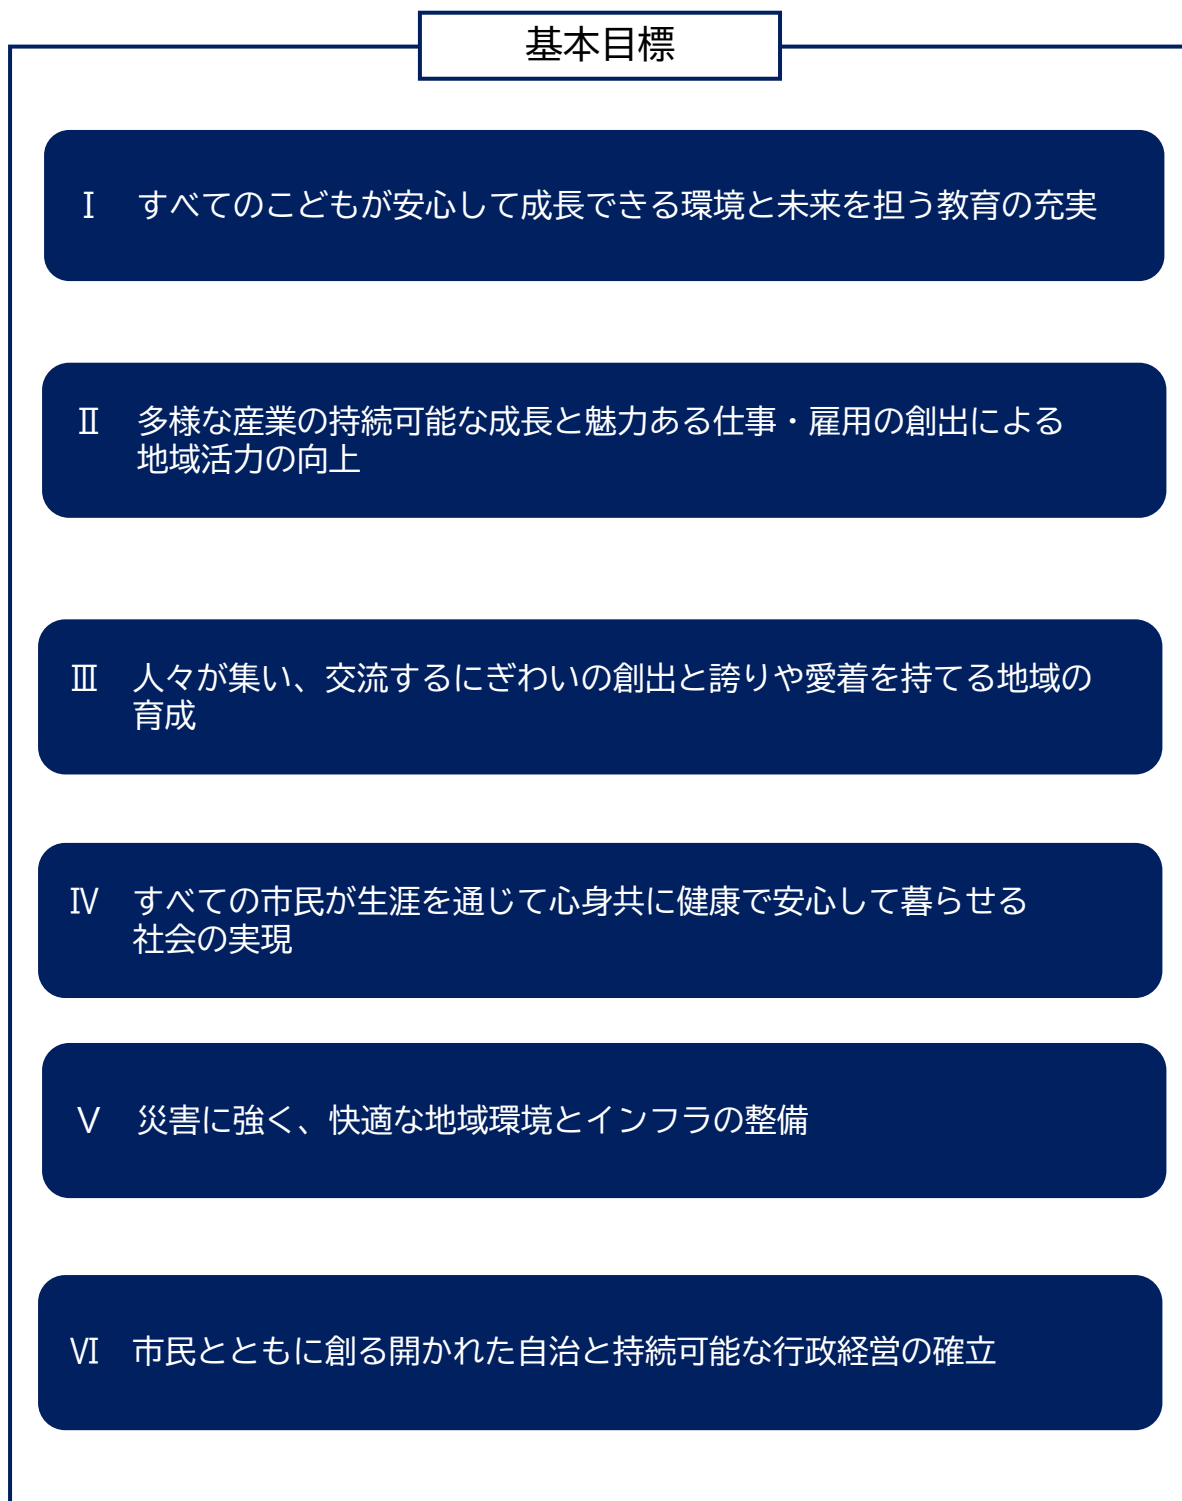 基本目標
Ⅰ　すべてのこどもが安心して成長できる環境と未来を担う教育の充実
Ⅱ　多様な産業の持続可能な成長と魅力ある仕事・雇用の創出による
地域活力の向上
Ⅲ　人々が集い、交流するにぎわいの創出と誇りや愛着を持てる地域の
育成
Ⅳ　すべての市民が生涯を通じて心身共に健康で安心して暮らせる
社会の実現
Ⅴ　災害に強く、快適な地域環境とインフラの整備
Ⅵ　市民とともに創る開かれた自治と持続可能な行政経営の確立